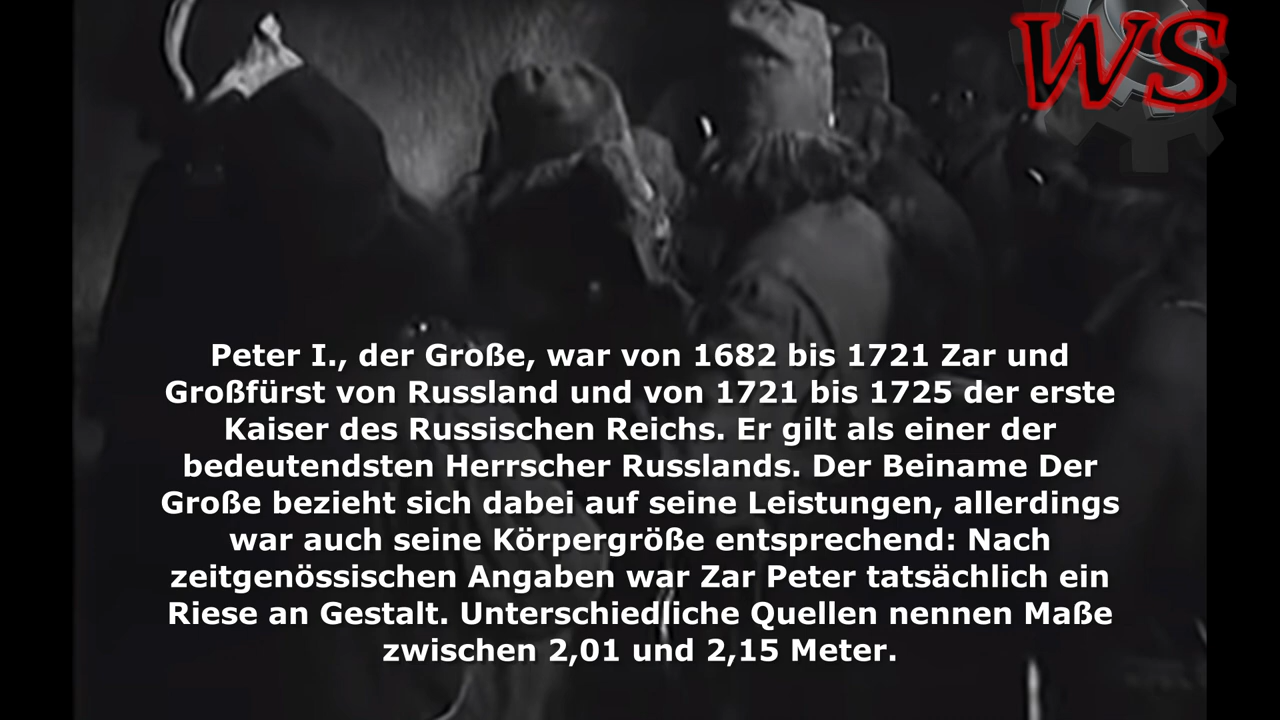 WS
Peter I., der Große, war von 1682 bis 1721 Zar und
Großfürst von Russland und von 1721 bis 1725 der erste
Kaiser des Russischen Reichs. Er gilt als einer der
bedeutendsten Herrscher Russlands. Der Beiname Der
Große bezieht sich dabei auf seine Leistungen, allerdings
war auch seine Körpergröße entsprechend: Nach
zeitgenössischen Angaben war Zar Peter tatsächlich ein
Riese an Gestalt. Unterschiedliche Quellen nennen Maße
zwischen 2,01 und 2,15 Meter.